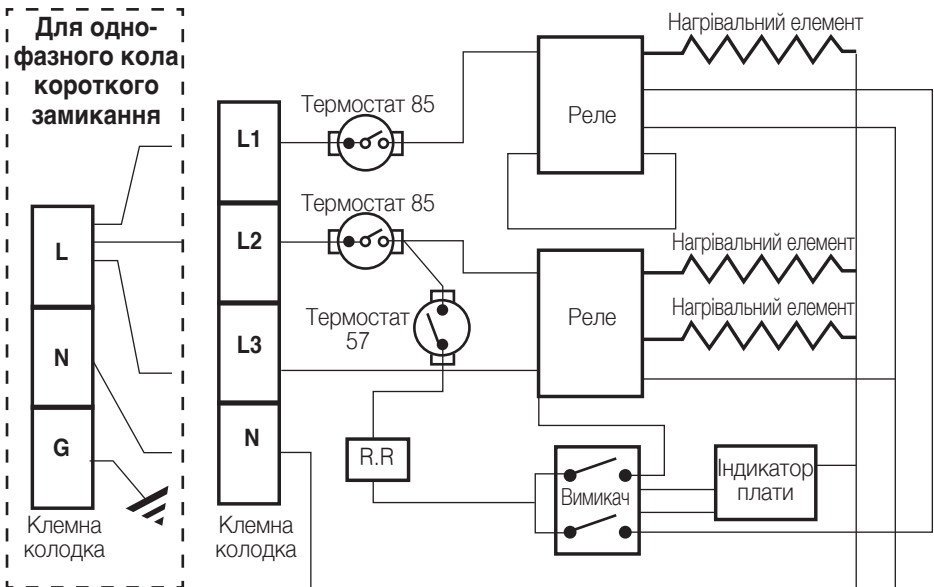 Для одно-
фазного кола
короткого
замикання
L
N
G
Клемна
колодка
L1
L2
L3
N
Клемна
колодка
Термостат 85
Термостат 85
Термостат
57
R.R
Нагрівальний елемент
Реле
Нагрівальний елемент
Нагрівальний елемент
Реле
Вимикач
Індикатор
плати